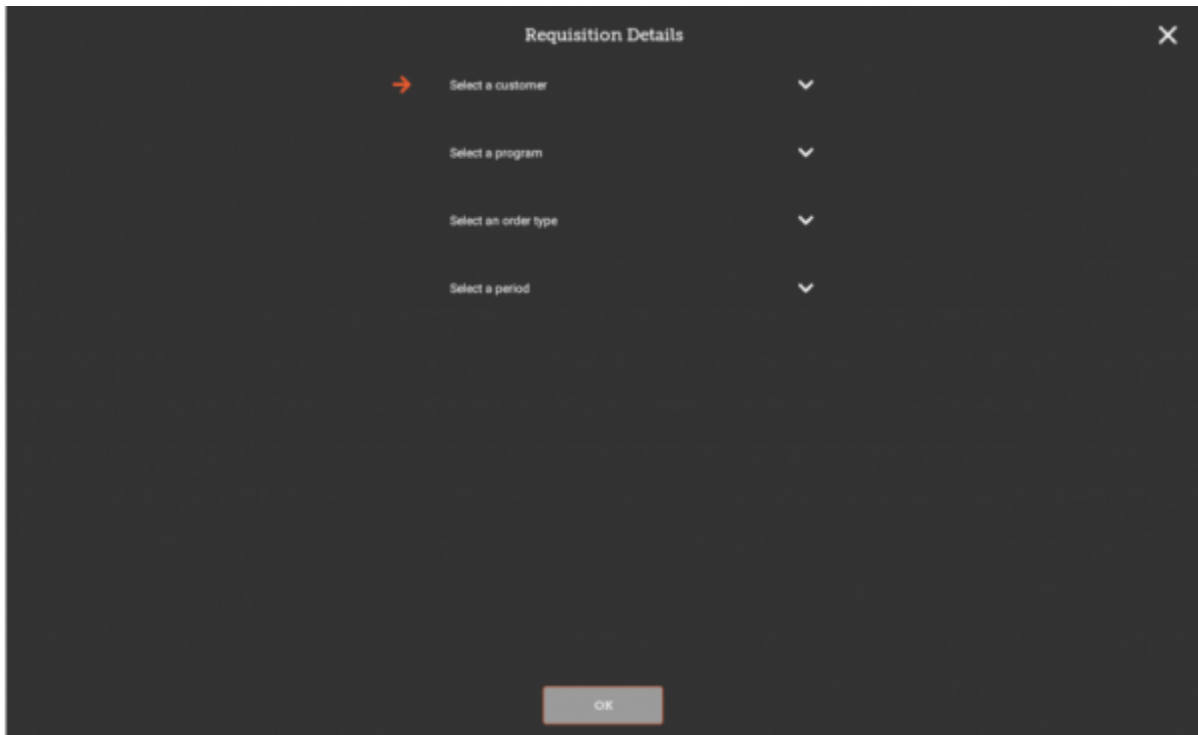 Requisition Details
Select a customer
Select a program
Select an order type
Select a period
OK